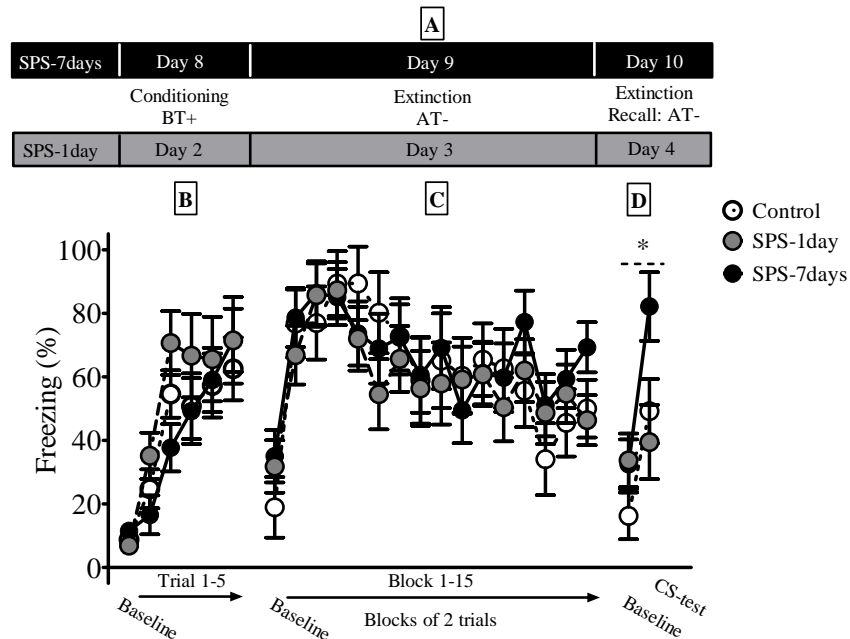 A
SPS-7days Day 8 Day 9 Day 10
Conditioning Extinction Extinction
BT+ AT- Recall: AT-
SPS-1day Day 2 Day 3 Day 4
B C D
Control
SPS-1day
SPS-7days
*
100
80
60
40
20
0
Freezing (%)
Trial 1-5 Block 1-15 CS-test
Baseline Baseline Blocks of 2 trials Baseline